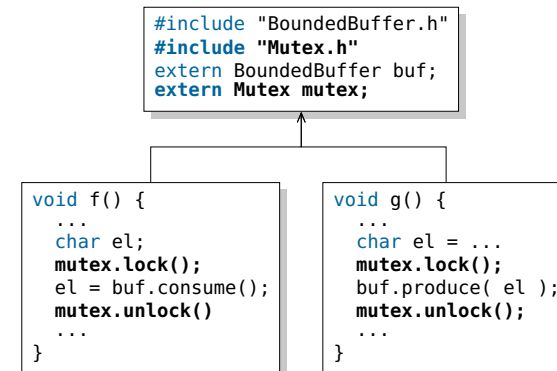 #include "BoundedBuffer.h"
#include "Mutex.h"
extern BoundedBuffer buf;
extern Mutex mutex;
void f() {
...
char el;
mutex.lock();
el = buf.consume();
mutex.unlock()
...
}
void g() {
...
char el = ...
mutex.lock();
buf.produce( el );
mutex.unlock();
...
}